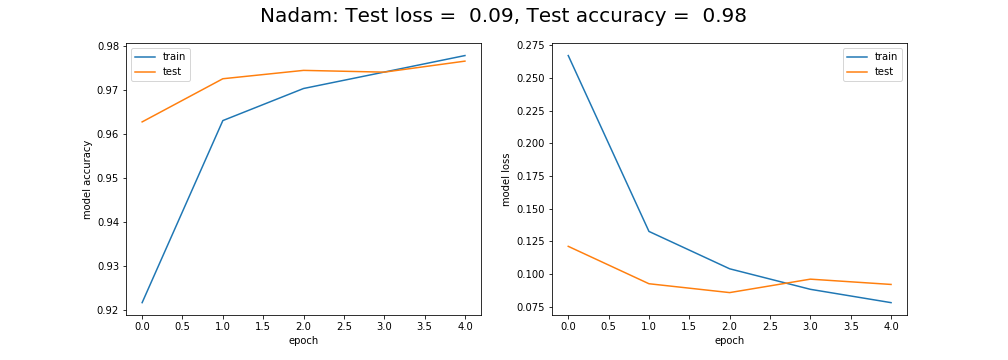 Nadam: Test loss =  0.09, Test accuracy =  0.98
model accuracy
0.98
0.97
0.96
0.95
0.94
0.93
0.92
train
test
0.0 0.5 1.0 1.5 2.0 2.5 3.0 3.5 4.0
epoch
model loss
0.275
0.250
0.225
0.200
0.175
0.150
0.125
0.100
0.075
train
test
0.0 0.5 1.0 1.5 2.0 2.5 3.0 3.5 4.0
epoch